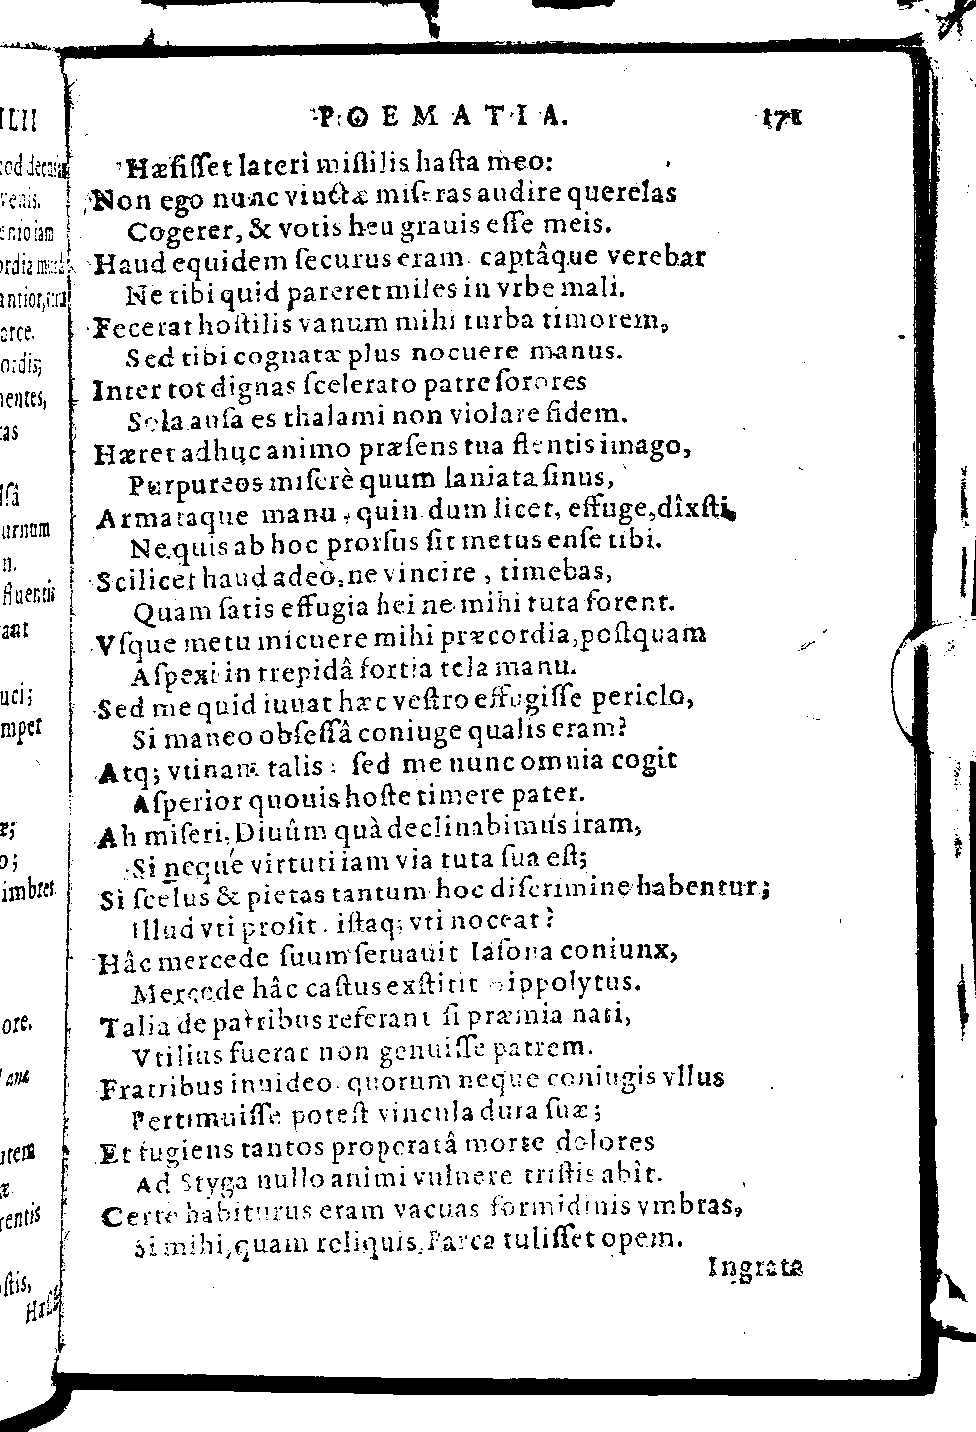 POEMATIA. 171
Hæſiſſet lateri miſſilis haſta meo:
Non ego nunc vinctæ miſeras audire querelas
Cogerer, & votis heu grauis eſſe meis.
Haud equidem ſecurus eram. captâque verebar
Ne tibi quid pareret miles in vrbe mali.
Fecerat hoſtilis vanum mihi turba timorem,
Sed tibi cognatæ plus nocuere manus.
Inter tot dignas ſcelerato patre ſorores
Sola auſa es thalami non violare fidem.
Hæret adhuc animo præſens tua flentis imago,
Purpureos miſerè quum laniata ſinus,
Armataque manu, quin dum licet, effuge, dîxſti,
Ne quis ab hoc prorſus ſit metus enſe tibi.
Scilicet haud adeò, ne vincire, timebas,
Quam ſatis effugia hei ne mihi tuta forent.
Vſque metu micuere mihi præcordia, poſtquam
Aſpexi in trepidâ fortia tela manu.
Sed me quid iuuat hæc veſtro effugiſſe periclo,
Si maneo obſeſſâ coniuge qualis eram?
Atq; vtinam talis: ſed me nunc omnia cogit
Aſperior quouis hoſte timere pater.
Ah miſeri, Diuûm quà declinabimus iram,
Si neque virtuti iam via tuta ſua eſt;
Si ſcelus & pietas tantum hoc diſcrimine habentur;
Illud vti proſit. iſtaq; vti noceat?
Hâc mercede ſuum ſeruauit Iaſona coniunx,
Mercede hâc caſtus exſtitit Hippolytus.
Talia de patribus referant ſi præmia nati,
Vtilius fuerat non genuiſſe patrem.
Fratribus inuideo. quorum neque coniugis vllus
Pertimuiſſe poteſt vincula dura ſuæ;
Et fugiens tantos properatâ morte dolores
Ad Styga nullo animi vulnere triſtis abît.
Certe habiturus eram vacuas formidinis vmbras,
Si mihi, quam reliquis, Parca tuliſſet opem.
Ingrata